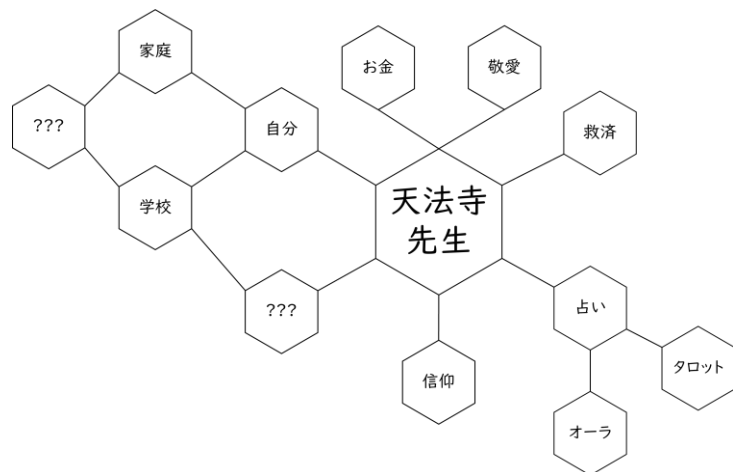 家庭
お金
敬愛
???
自分
救済
学校
天法寺
先生
???
占い
信仰
タロット
オーラ